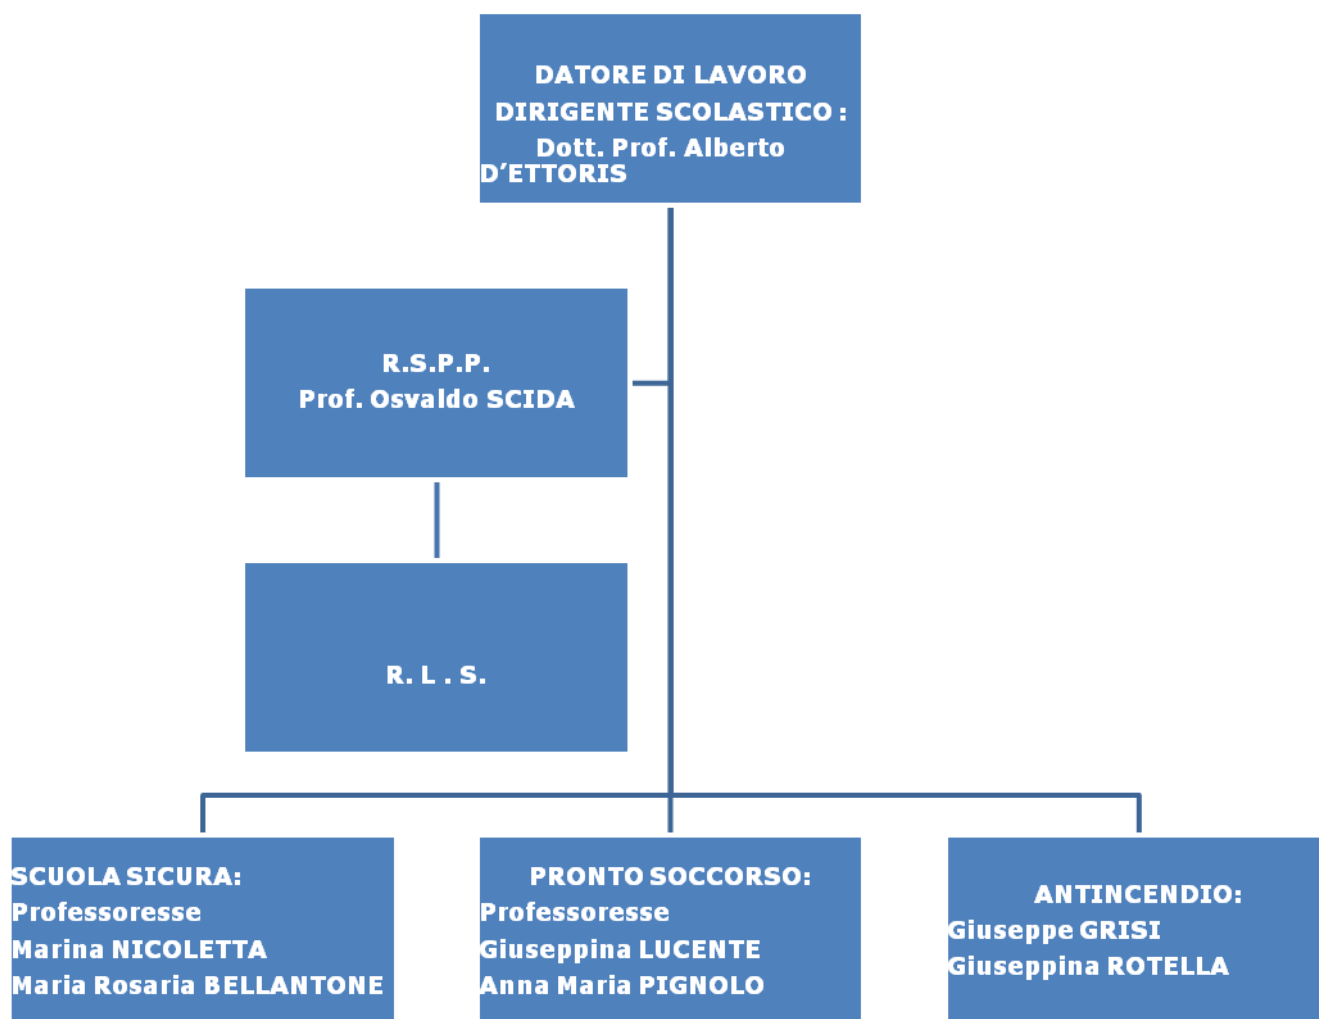 DATORE DI LAVORO
DIRIGENTE SCOLASTICO :
Dott. Prof. Alberto
D’ETTORIS
R.S.P.P.
Prof. Osvaldo SCIDA
R. L . S.
SCUOLA SICURA:
Professoresse
Marina NICOLETTA
Maria Rosaria BELLANTONE
PRONTO SOCCORSO:
Professoresse
Giuseppina LUCENTE
Anna Maria PIGNOLO
ANTINCENDIO:
Giuseppe GRISI
Giuseppina ROTELLA